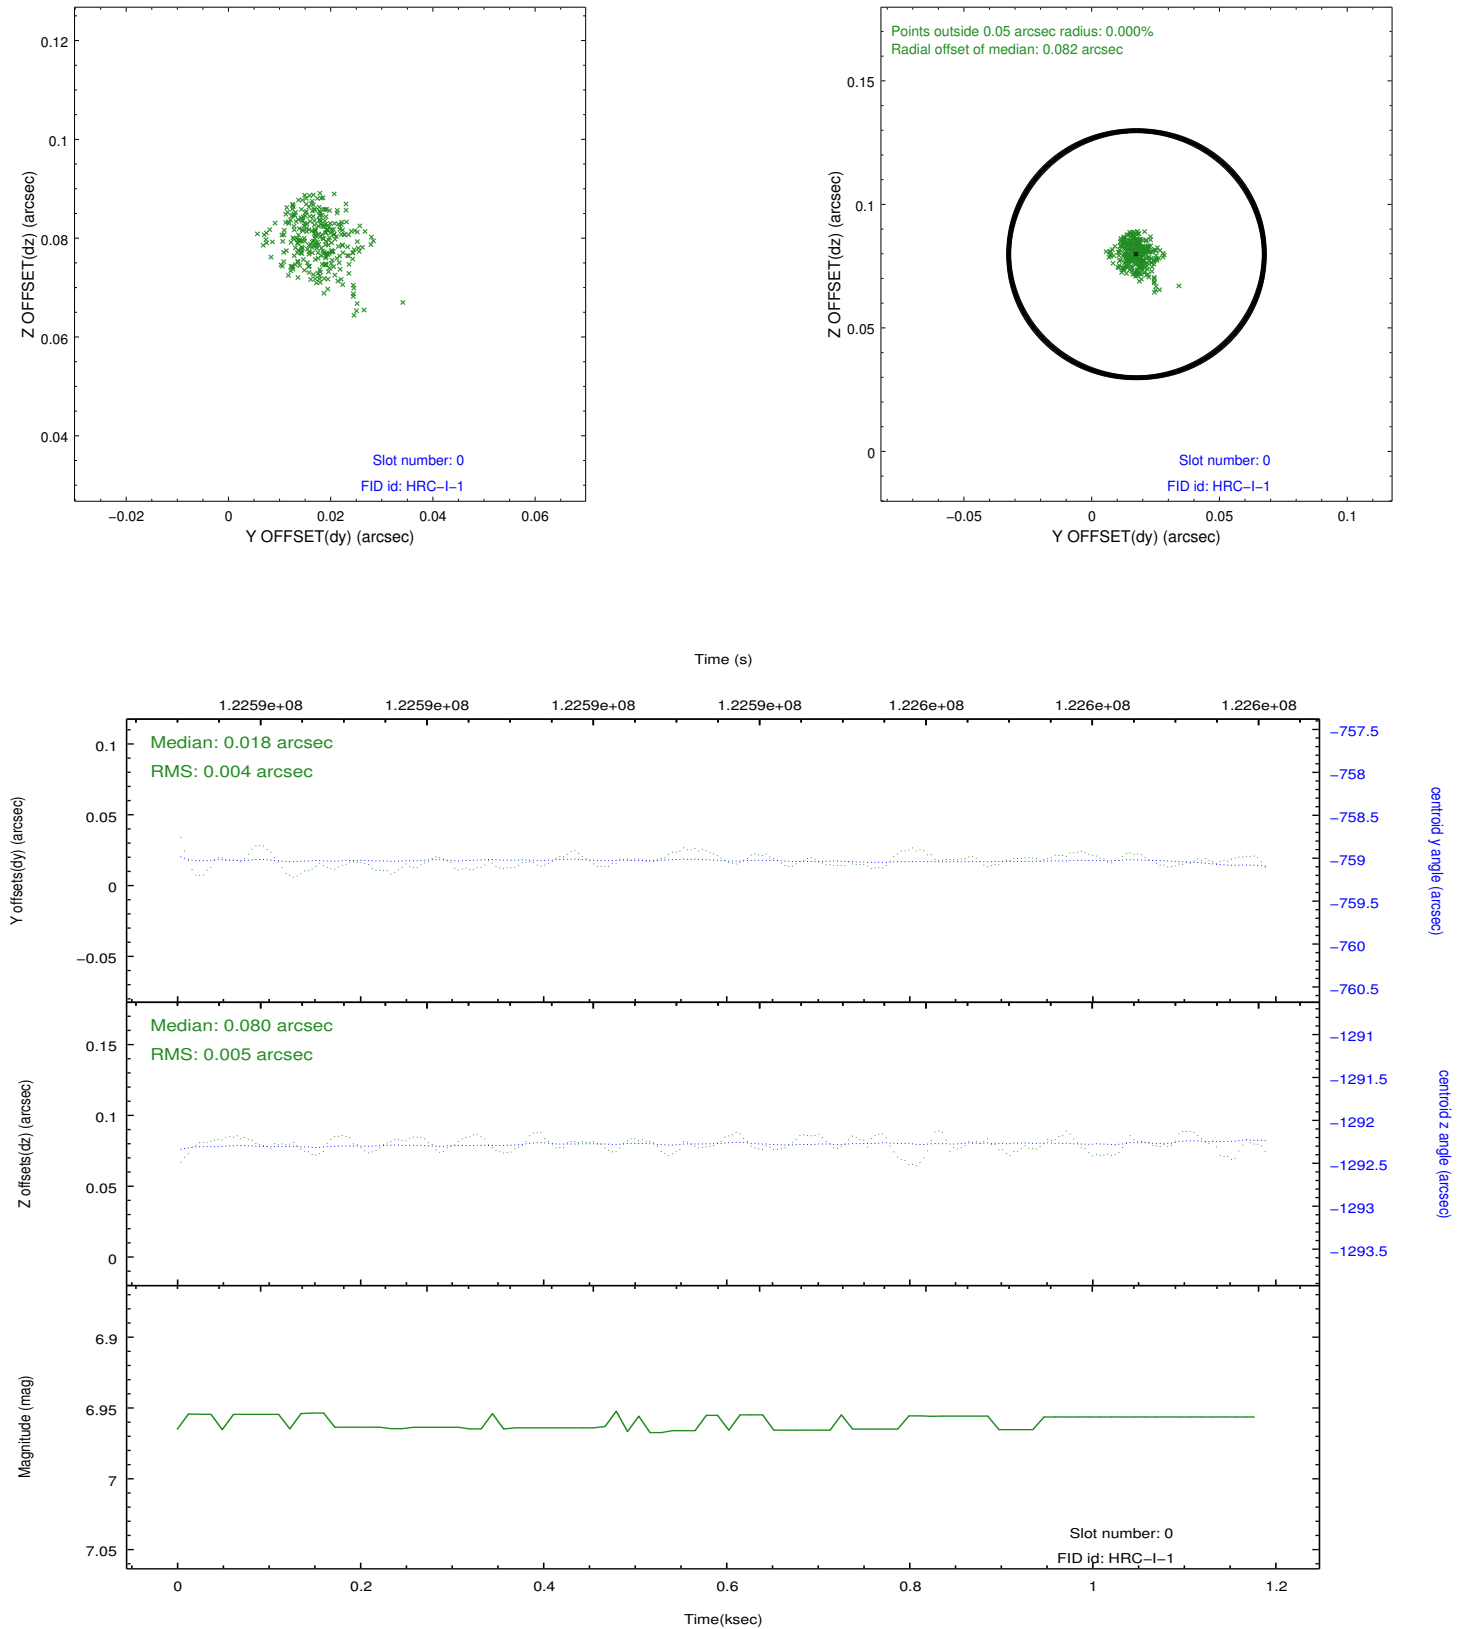 0.12
0.1
0.08
0.06
0.04
Z OFFSET(dz) (arcsec)
Slot number: 0
FID id: HRC−I−1
−0.02 0 0.02 0.04 0.06
Y OFFSET(dy) (arcsec)
Points outside 0.05 arcsec radius: 0.000%
Radial offset of median: 0.082 arcsec
0.15
0.1
0.05
0
Z OFFSET(dz) (arcsec)
Slot number: 0
FID id: HRC−I−1
−0.05 0 0.05 0.1
Y OFFSET(dy) (arcsec)
Time (s)
1.2259e+08 1.2259e+08 1.2259e+08 1.2259e+08 1.226e+08 1.226e+08 1.226e+08
Median: 0.018 arcsec
RMS: 0.004 arcsec
0.1
0.05
0
−0.05
Y offsets(dy) (arcsec)
−757.5
−758
−758.5
−759
−759.5
−760
−760.5
centroid y angle (arcsec)
Median: 0.080 arcsec
RMS: 0.005 arcsec
0.15
0.1
0.05
0
Z offsets(dz) (arcsec)
−1291
−1291.5
−1292
−1292.5
−1293
−1293.5
centroid z angle (arcsec)
6.9
6.95
7
7.05
Magnitude (mag)
Slot number: 0
FID id: HRC−I−1
0 0.2 0.4 0.6 0.8 1 1.2
Time(ksec)